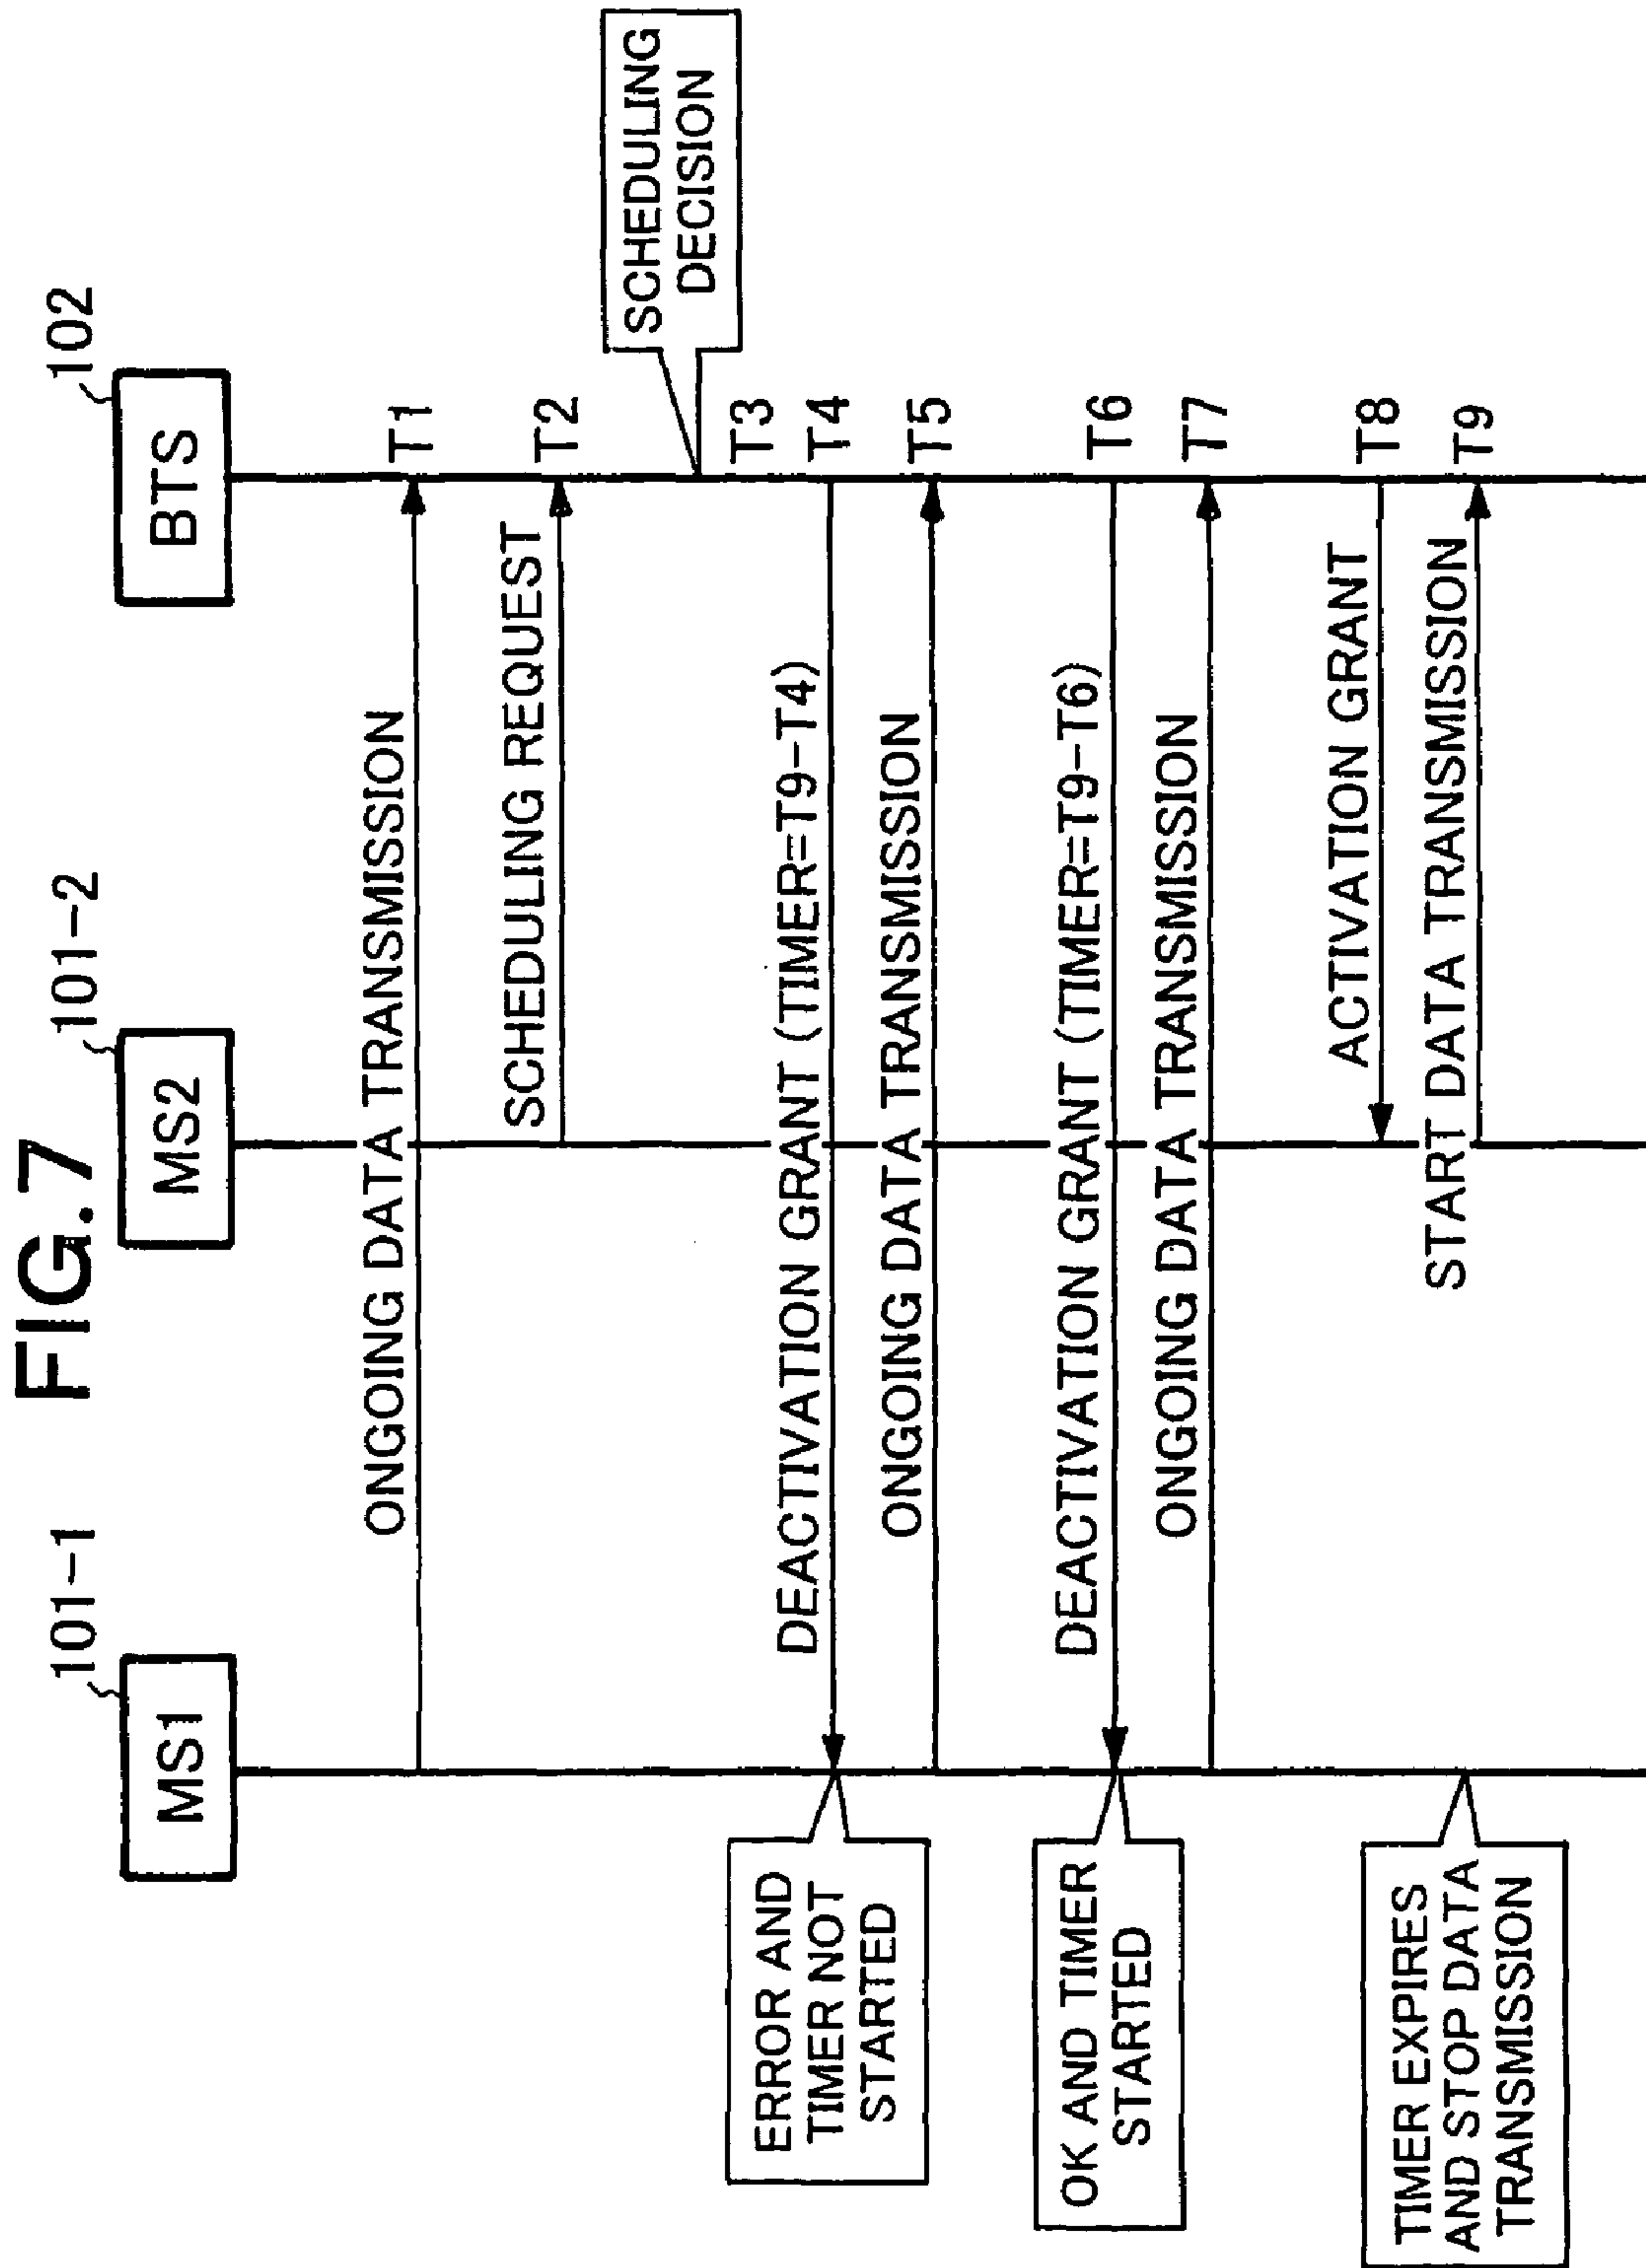 FIG.7
MS1
101-1
MS2
101-2
BTS
102
ONGOING DATA TRANSMISSION
T1
SCHEDULING REQUEST
T2
SCHEDULING
DECISION
T3
DEACTIVATION GRANT (TIMER=T9-T4)
T4
ERROR AND
TIMER NOT
STARTED
ONGOING DATA TRANSMISSION
T5
DEACTIVATION GRANT (TIMER=T9-T6)
T6
OK AND TIMER
STARTED
ONGOING DATA TRANSMISSION
T7
ACTIVATION GRANT
T8
START DATA TRANSMISSION
T9
TIMER EXPIRES
AND STOP DATA
TRANSMISSION